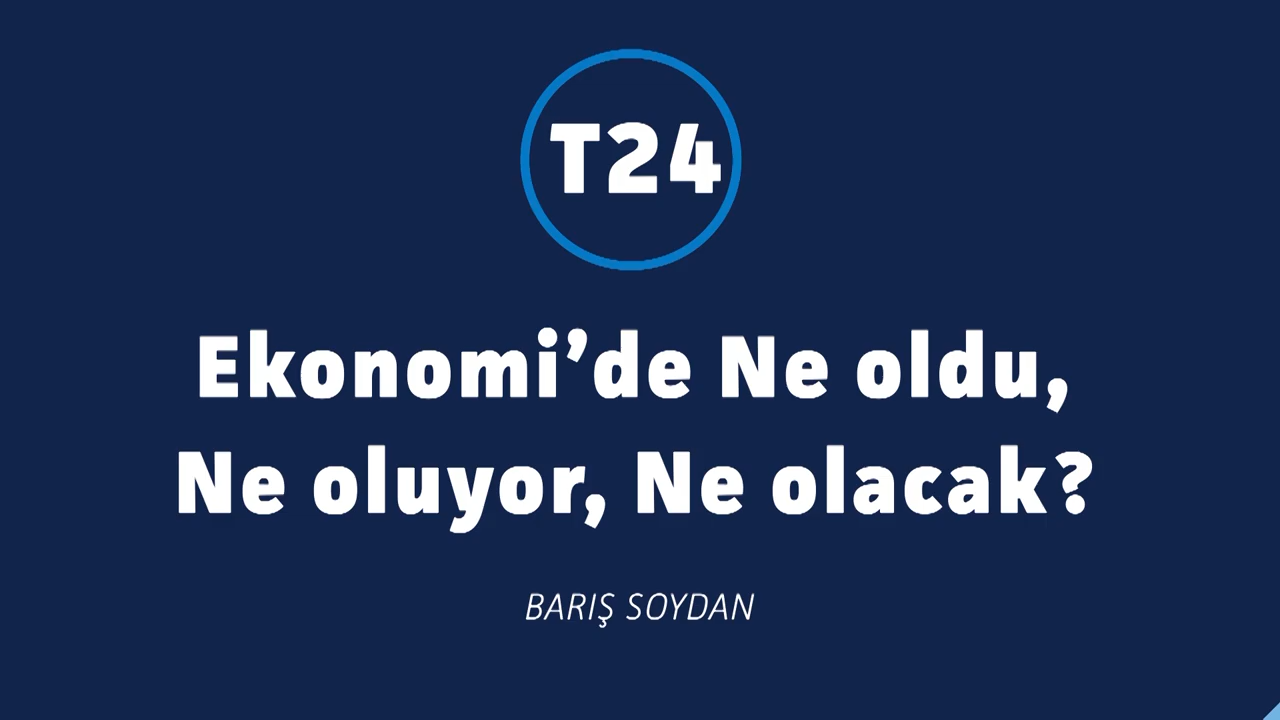 T24
Ekonomi’de Ne oldu,
Ne oluyor, Ne olacak?
BARIŞ SOYDAN